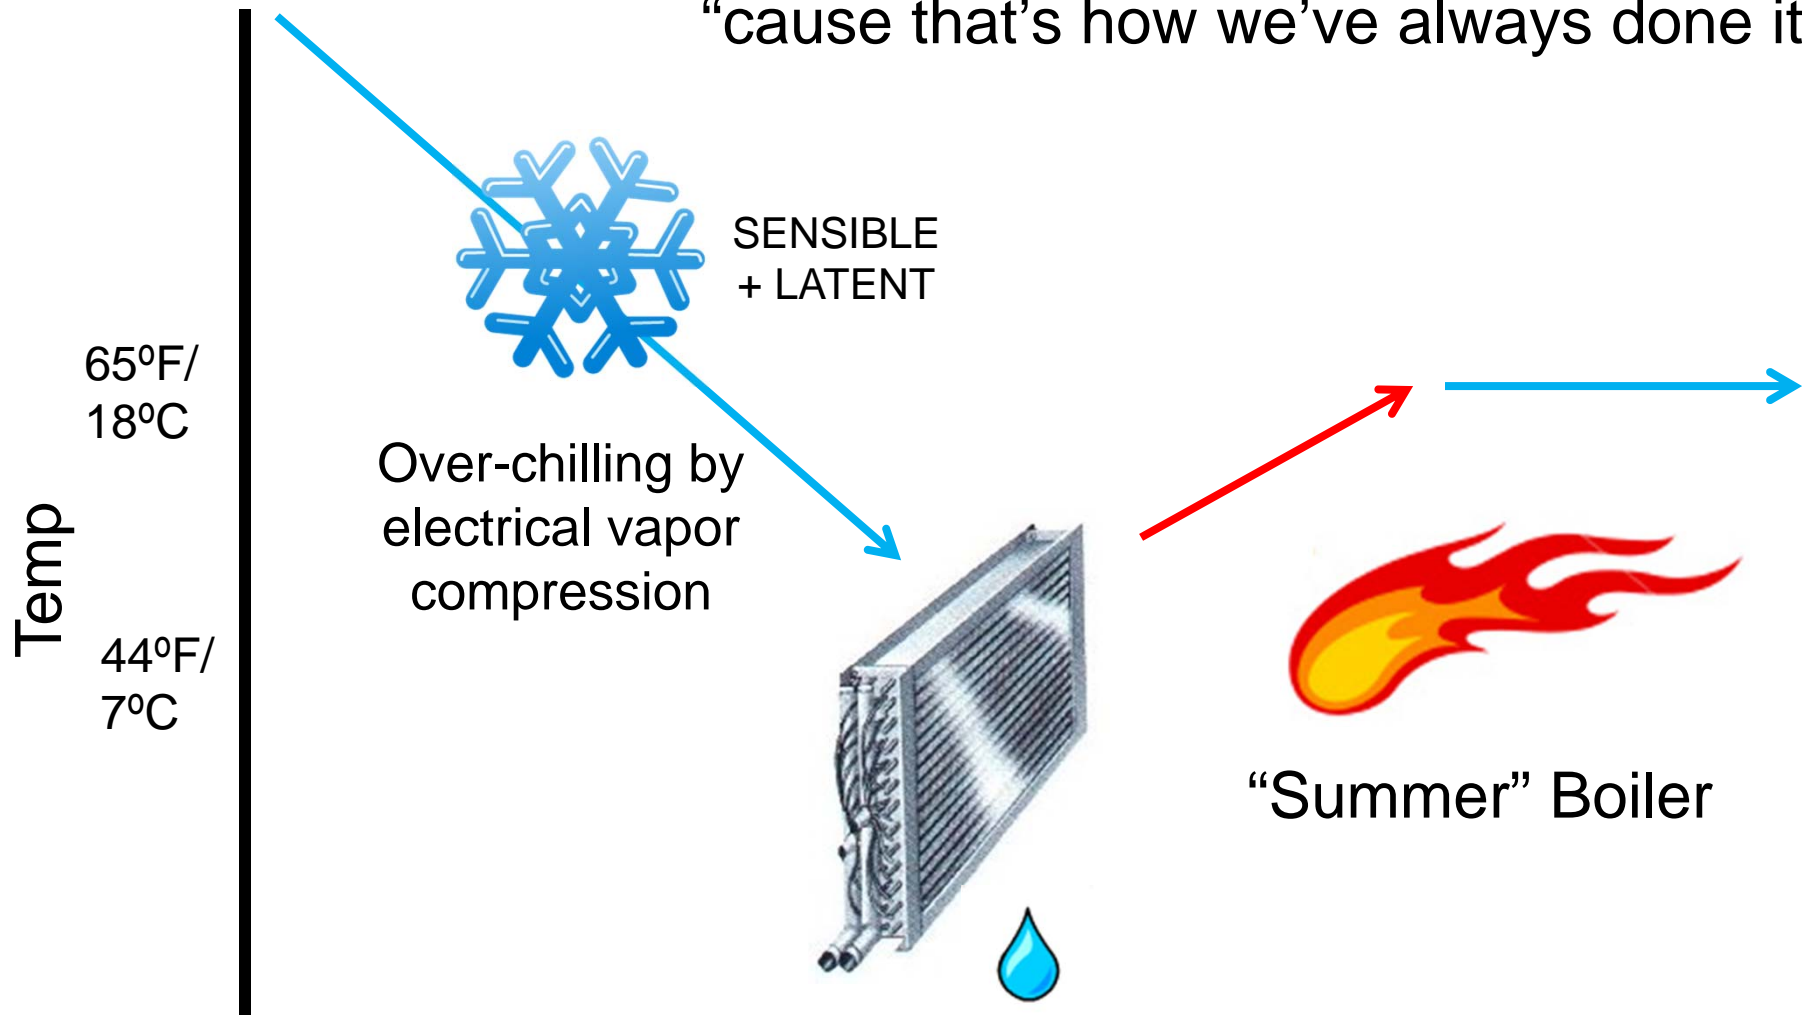 “cause that’s how we’ve always done it
SENSIBLE
+ LATENT
65ºF/
18ºC
Over-chilling by
electrical vapor
compression
Temp
44ºF/
7ºC
“Summer” Boiler